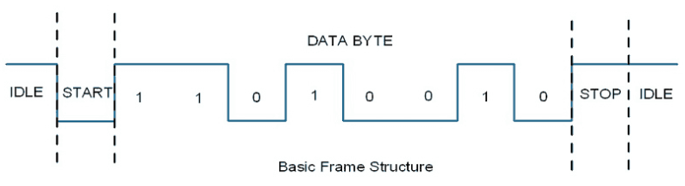 DATA BYTE
IDLE START 1 1 0 1 0 0 1 0 STOP IDLE
Basic Frame Structure